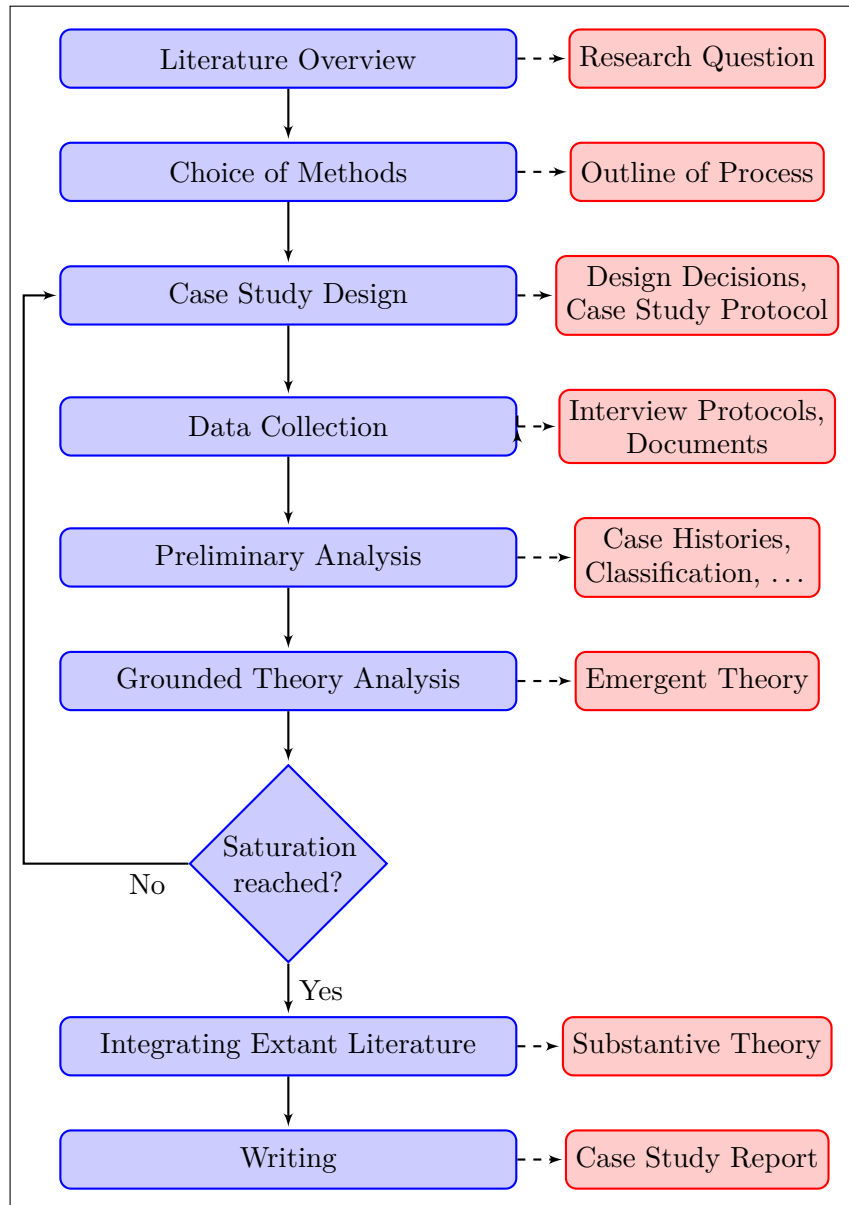 Literature Overview
Research Question
Choice of Methods
Outline of Process
Case Study Design
Design Decisions,
Case Study Protocol
Data Collection
Interview Protocols,
Documents
Preliminary Analysis
Case Histories,
Classification, ...
Grounded Theory Analysis
Emergent Theory
Saturation
reached?
No
Yes
Integrating Extant Literature
Substantive Theory
Writing
Case Study Report